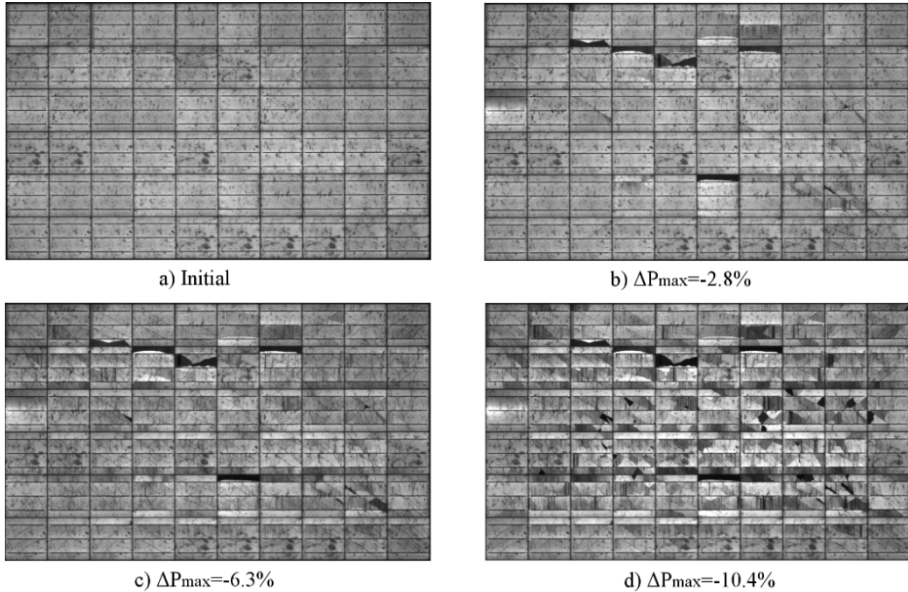 a) Initial
b) ΔPmax=-2.8%
c) ΔPmax=-6.3%
d) ΔPmax=-10.4%